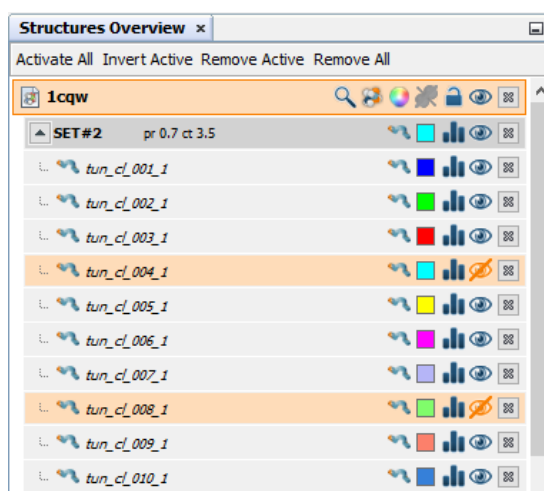 Structures Overview ×
Activate All Invert Active Remove Active Remove All
1cqw
SET#2 pr 0.7 ct 3.5
tun_cl_001_1
tun_cl_002_1
tun_cl_003_1
tun_cl_004_1
tun_cl_005_1
tun_cl_006_1
tun_cl_007_1
tun_cl_008_1
tun_cl_009_1
tun_cl_010_1